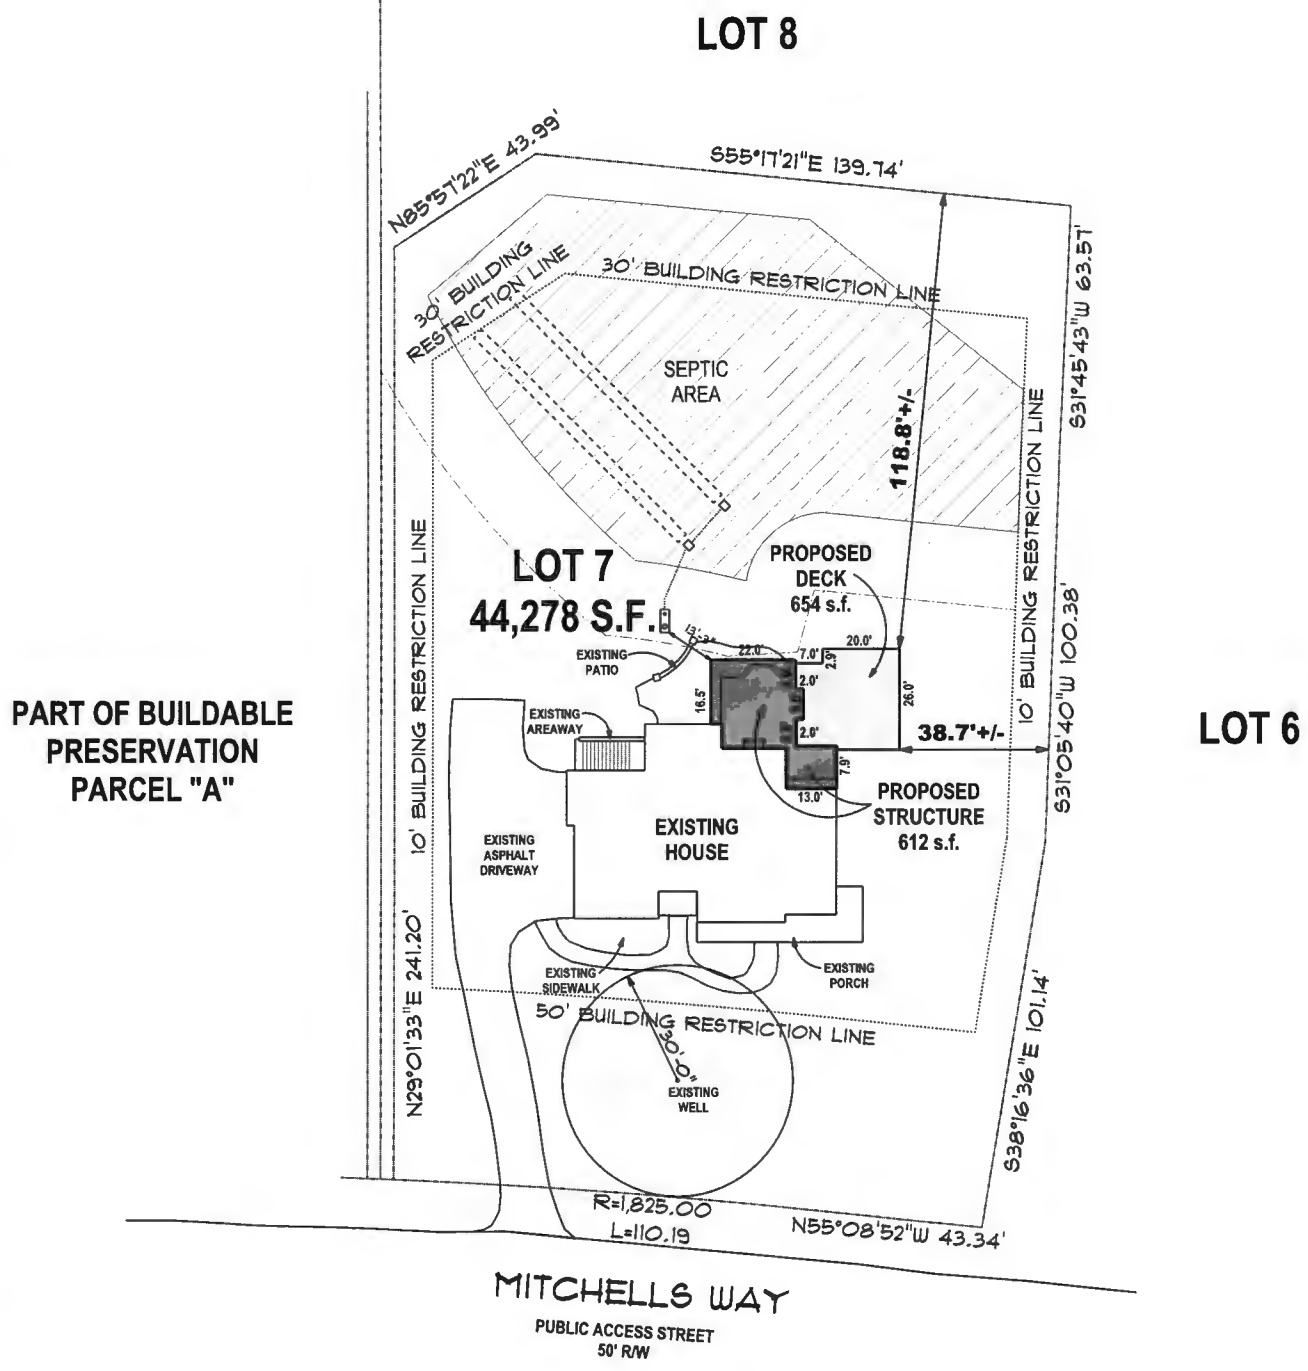 LOT 8
N85°57'22"E 43.99'
S55°17'21"E 139.74'
S31°45'43"W 63.57'
30' BUILDING
RESTRICTION LINE
30' BUILDING RESTRICTION LINE
SEPTIC
AREA
118.8'+/-
10' BUILDING RESTRICTION LINE
10' BUILDING RESTRICTION LINE
LOT 7
44,278 S.F.
PROPOSED
DECK
654 s.f.
EXISTING
PATIO
22.0'
7.0'
2.9'
20.0'
2.0'
16.5'
26.0'
2.0'
7.9'
13.0'
38.7'+/-
S31°05'40"W 100.38'
PART OF BUILDABLE
PRESERVATION
PARCEL "A"
LOT 6
EXISTING
AREAWAY
PROPOSED
STRUCTURE
612 s.f.
EXISTING
HOUSE
EXISTING
ASPHALT
DRIVEWAY
N29°01'33"E 241.20'
EXISTING
SIDEWALK
EXISTING
PORCH
50' BUILDING RESTRICTION LINE
30'-0"
EXISTING
WELL
S38°16'36"E 101.14'
R=1,825.00
L=110.19
N55°08'52"W 43.34'
MITCHELLS WAY
PUBLIC ACCESS STREET
50' R/W